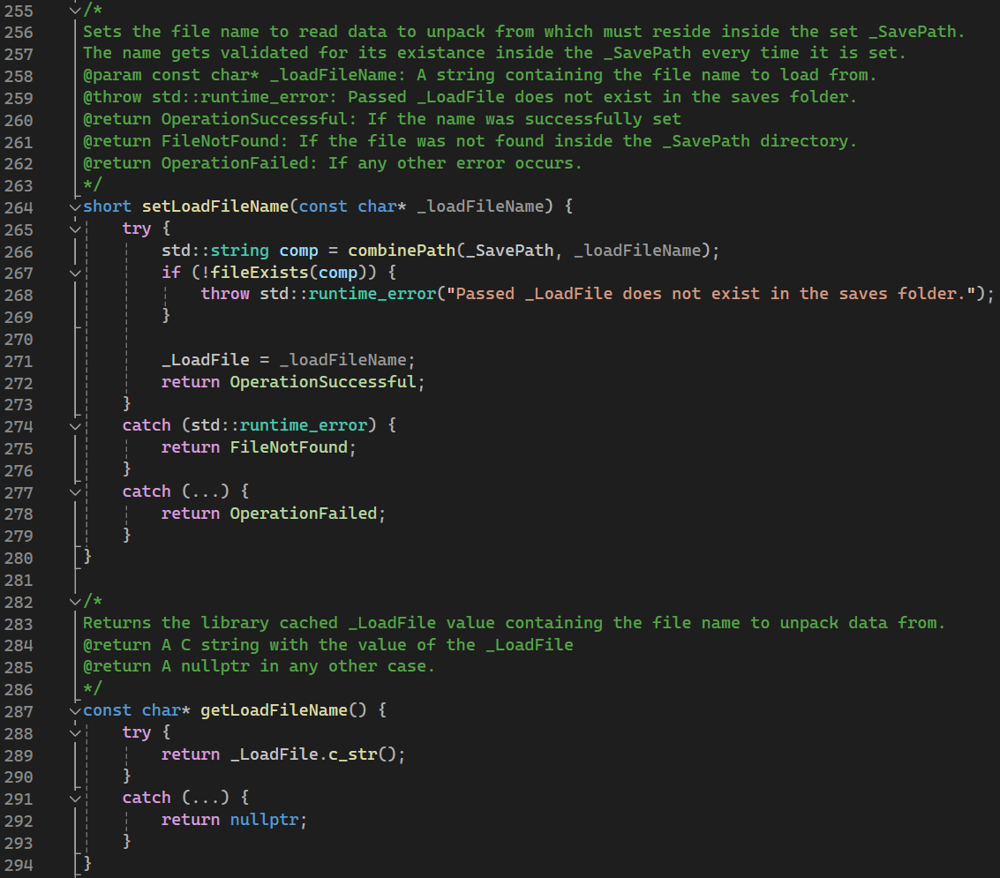 255 /*
256 Sets the file name to read data to unpack from which must reside inside the set _SavePath.
257 The name gets validated for its existance inside the _SavePath every time it is set.
258 @param const char* _loadFileName: A string containing the file name to load from.
259 @throw std::runtime_error: Passed _LoadFile does not exist in the saves folder.
260 @return OperationSuccessful: If the name was successfully set
261 @return FileNotFound: If the file was not found inside the _SavePath directory.
262 @return OperationFailed: If any other error occurs.
263 */
264 short setLoadFileName(const char* _loadFileName) {
265     try {
266         std::string comp = combinePath(_SavePath, _loadFileName);
267         if (!fileExists(comp)) {
268             throw std::runtime_error("Passed _LoadFile does not exist in the saves folder.");
269         }
270
271         _LoadFile = _loadFileName;
272         return OperationSuccessful;
273     }
274     catch (std::runtime_error) {
275         return FileNotFound;
276     }
277     catch (...) {
278         return OperationFailed;
279     }
280 }
281
282 /*
283 Returns the library cached _LoadFile value containing the file name to unpack data from.
284 @return A C string with the value of the _LoadFile
285 @return A nullptr in any other case.
286 */
287 const char* getLoadFileName() {
288     try {
289         return _LoadFile.c_str();
290     }
291     catch (...) {
292         return nullptr;
293     }
294 }